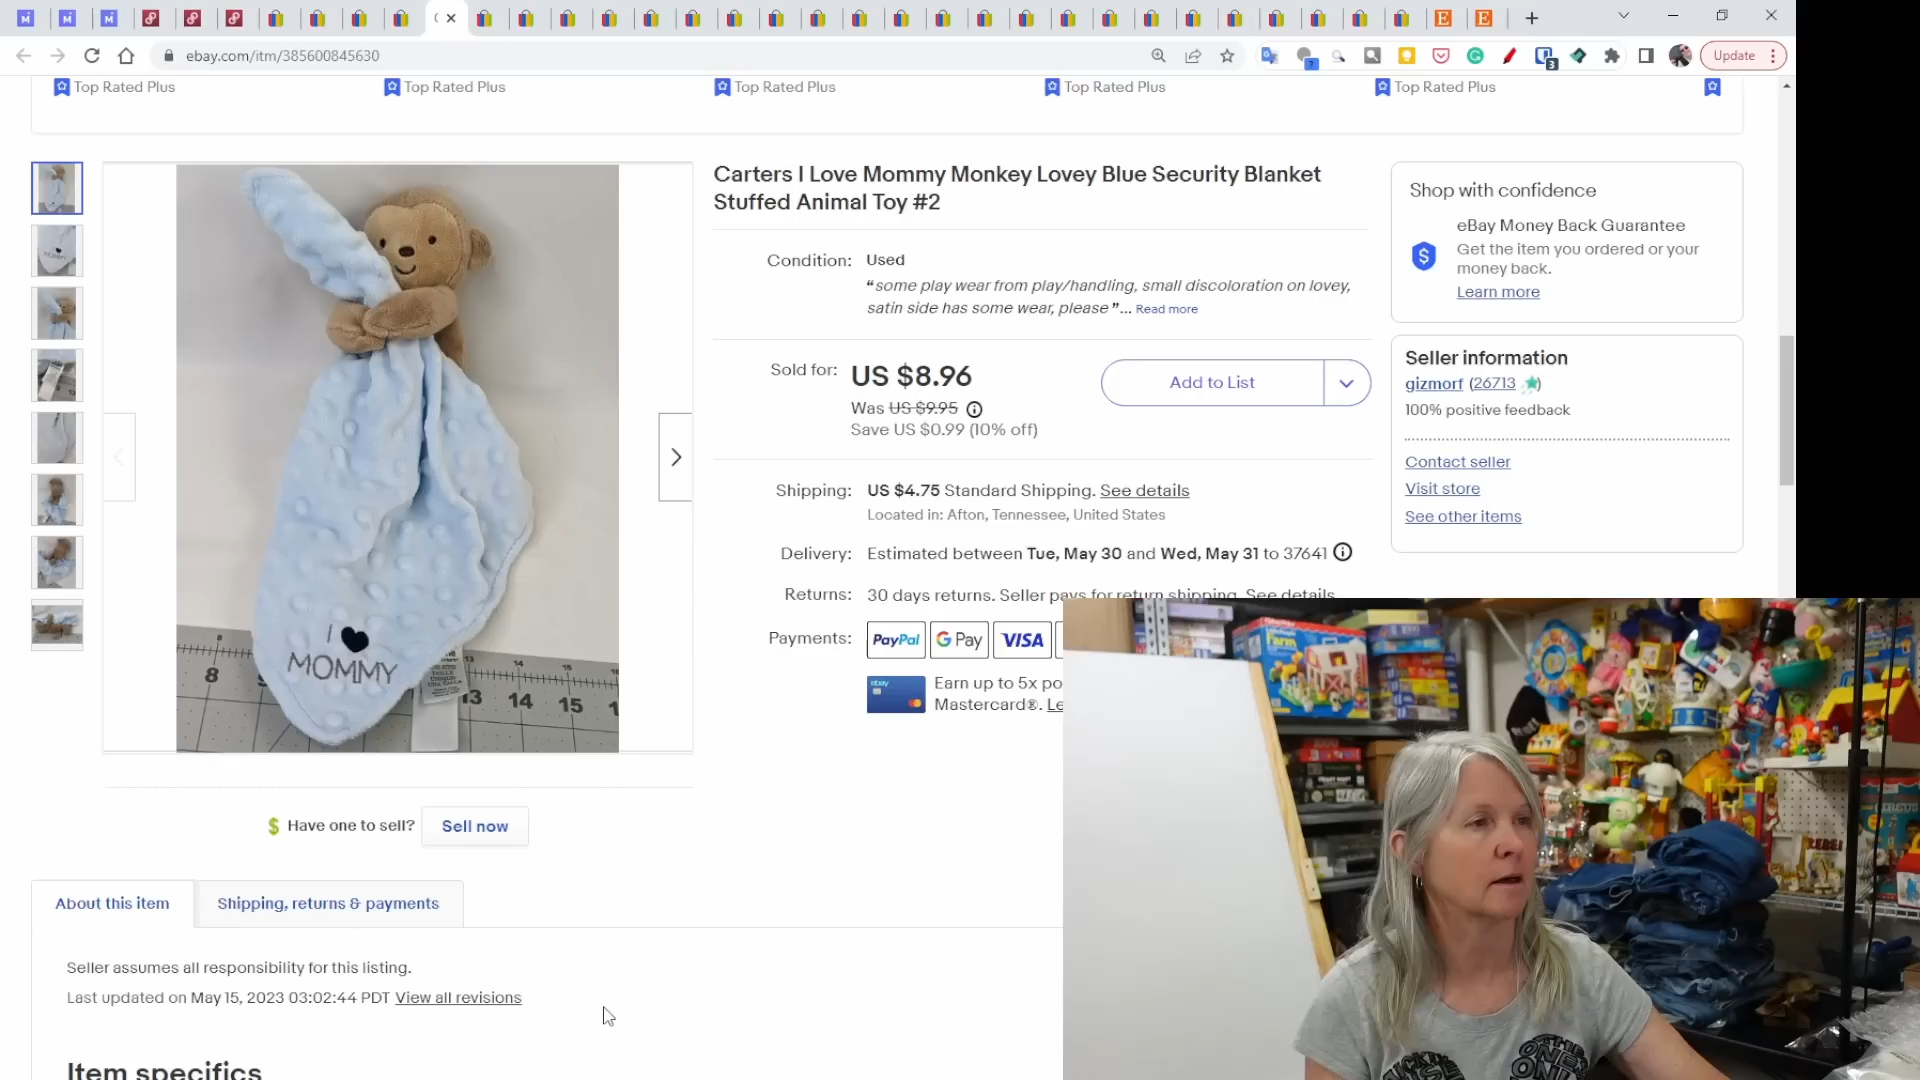 ebay.com/itm/385600845630
Update
Top Rated Plus
Top Rated Plus
Top Rated Plus
Top Rated Plus
Top Rated Plus
Carters I Love Mommy Monkey Lovey Blue Security Blanket
Stuffed Animal Toy #2
Condition: Used
“some play wear from play/handling, small discoloration on lovey,
satin side has some wear, please ”... Read more
Sold for: US $8.96
Was US $9.95
Save US $0.99 (10% off)
Add to List
Shipping: US $4.75 Standard Shipping. See details
Located in: Afton, Tennessee, United States
Delivery: Estimated between Tue, May 30 and Wed, May 31 to 37641
Returns: 30 days returns. Seller pays for return shipping. See details
Payments: PayPal G Pay VISA
Earn up to 5x po
Mastercard®. Le
Shop with confidence
eBay Money Back Guarantee
Get the item you ordered or your
money back.
Learn more
Seller information
gizmorf (26713)
100% positive feedback
Contact seller
Visit store
See other items
I
MOMMY
8
13
14
15
$ Have one to sell? Sell now
About this item
Shipping, returns & payments
Seller assumes all responsibility for this listing.
Last updated on May 15, 2023 03:02:44 PDT View all revisions
Item specifics
Farm